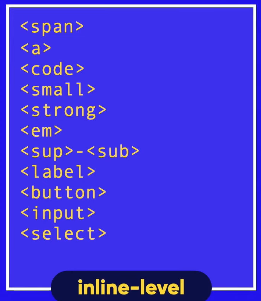 <span>
<a>
<code>
<small>
<strong>
<em>
<sup>-<sub>
<label>
<button>
<input>
<select>
inline-level